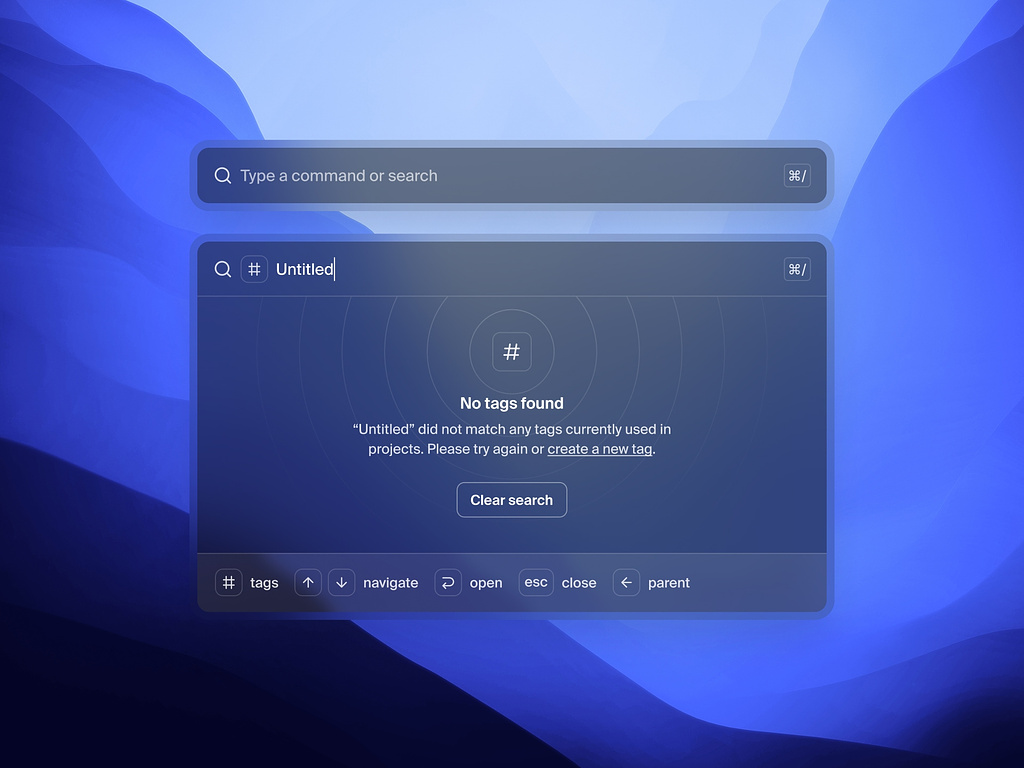 Type a command or search ⌘/
# Untitled ⌘/
#
No tags found
“Untitled” did not match any tags currently used in
projects. Please try again or create a new tag.
Clear search
# tags ↑ ↓ navigate ↩ open esc close ← parent